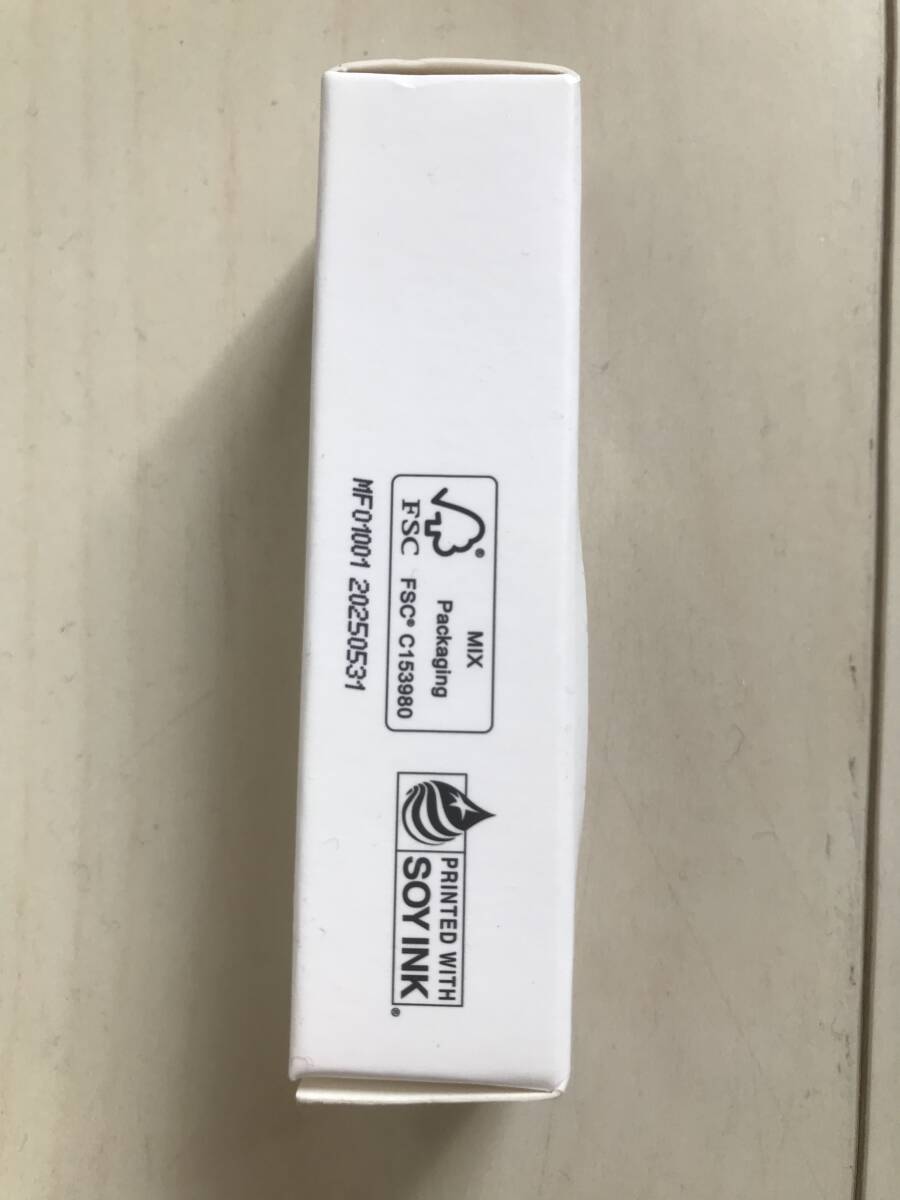 FSC®
MIX
Packaging
FSC® C153980
MF01001 20250531
PRINTED WITH
SOY INK®